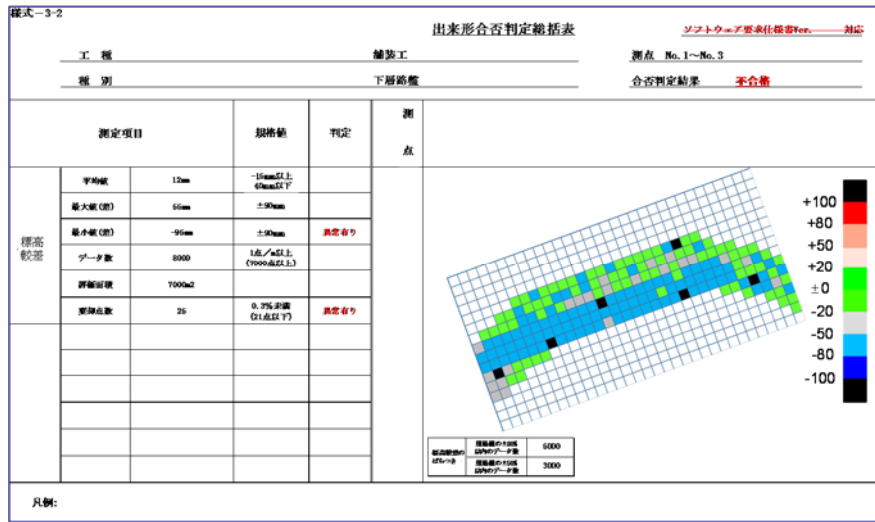 様式－3－2
出来形合否判定総括表
ソフトウェア要求仕様書Ver. 対応
工 種 舗装工 測点 No.1～No.3
種 別 下層路盤 合否判定結果 不合格
測定項目 規格値 判定 測点
標高較差
平均値 12mm -15mm以上 40mm以下
最大値(差) 55mm ±90mm
最小値(差) -95mm ±90mm 異常有り
データ数 8000 1点／㎡以上 (7000点以上)
評価面積 7000m2
棄却点数 25 0.3%未満 (21点以下) 異常有り
+100
+80
+50
+20
±0
-20
-50
-80
-100
標高較差のばらつき
規格値の±80%以内のデータ数 6000
規格値の±50%以内のデータ数 3000
凡例: